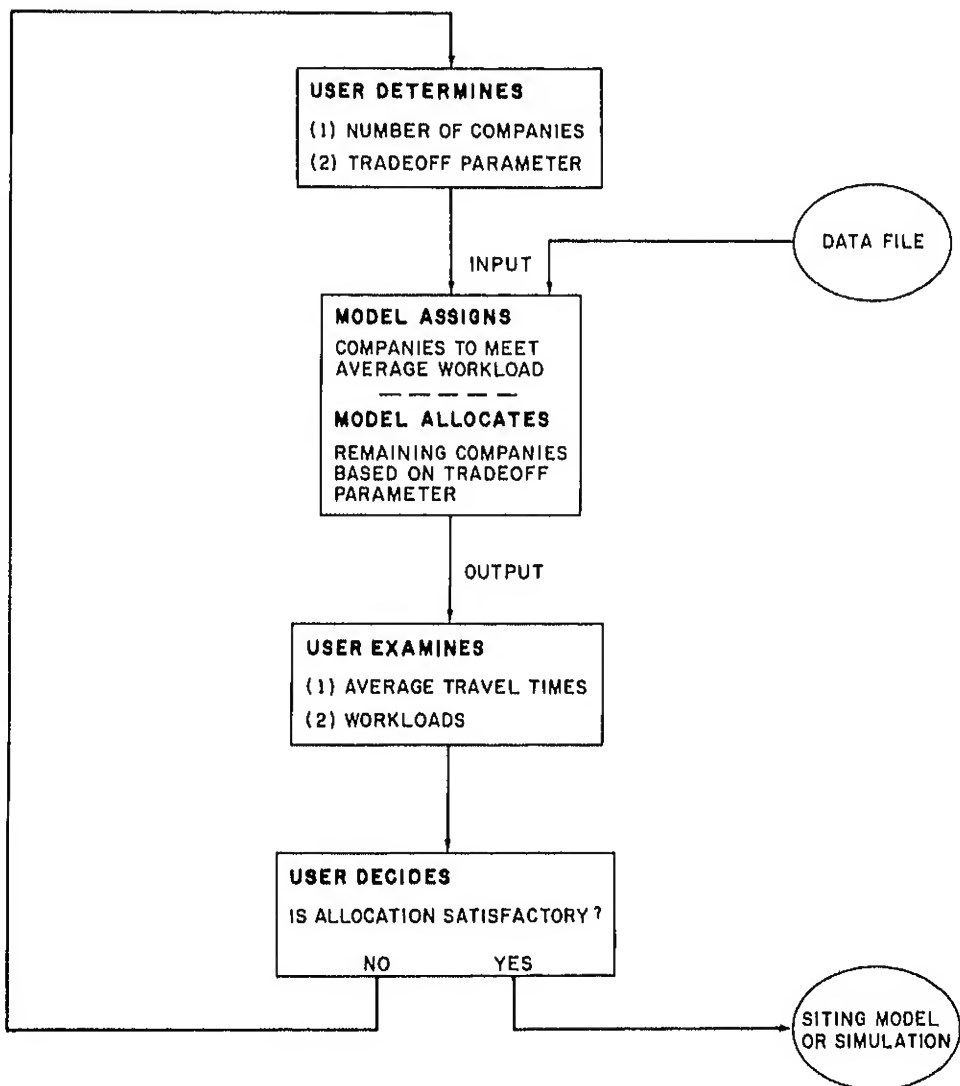 USER DETERMINES
(1) NUMBER OF COMPANIES
(2) TRADEOFF PARAMETER
DATA FILE
INPUT
MODEL ASSIGNS
COMPANIES TO MEET
AVERAGE WORKLOAD
MODEL ALLOCATES
REMAINING COMPANIES
BASED ON TRADEOFF
PARAMETER
OUTPUT
USER EXAMINES
(1) AVERAGE TRAVEL TIMES
(2) WORKLOADS
USER DECIDES
IS ALLOCATION SATISFACTORY?
NO YES
SITING MODEL
OR SIMULATION